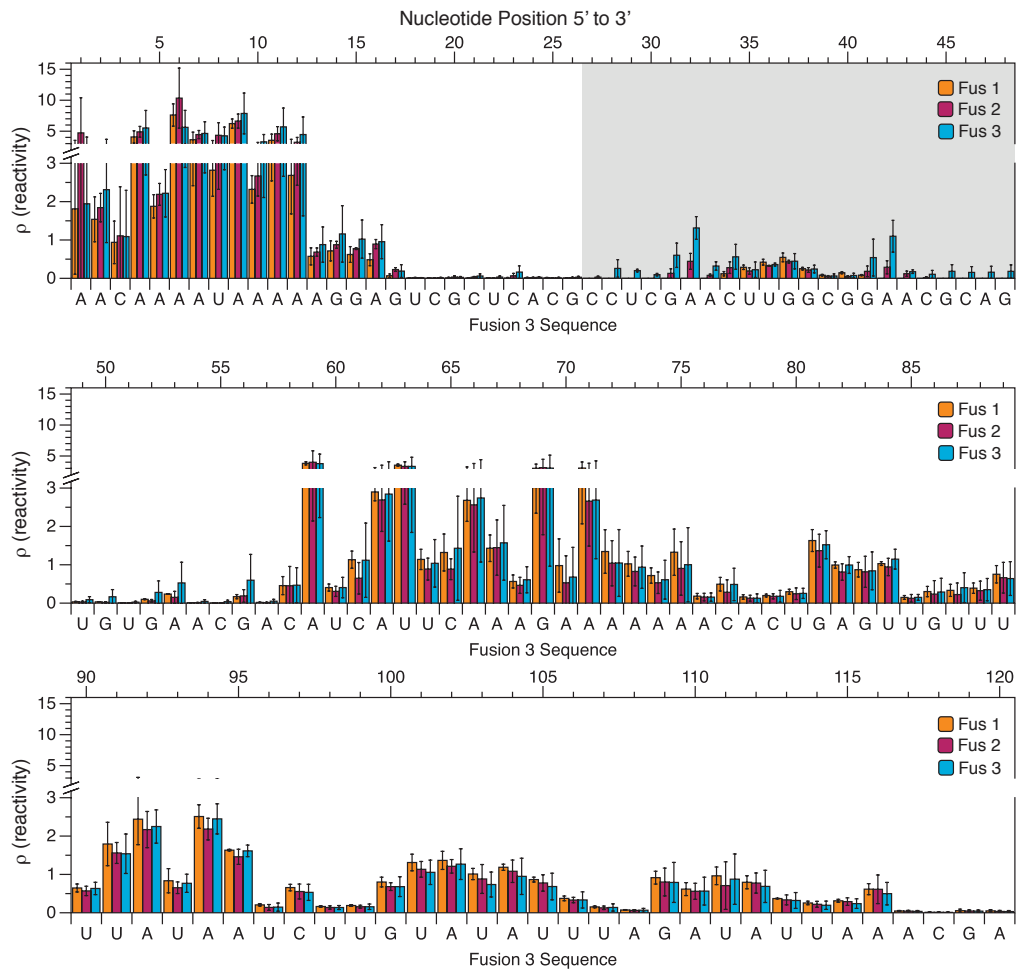 Nucleotide Position 5’ to 3’
5 10 15 20 25 30 35 40 45
15
10
5
3
2
1
0
ρ (reactivity)
Fus 1
Fus 2
Fus 3
A A C A A A A U A A A A A G G A G U C G C U C A C G C C U C G A A C U U G G C G G A A C G C A G
Fusion 3 Sequence
50 55 60 65 70 75 80 85
15
10
5
3
2
1
0
ρ (reactivity)
Fus 1
Fus 2
Fus 3
U G U G A A C G A C A U C A U U C A A A G A A A A A A A C A C U G A G U U G U U U
Fusion 3 Sequence
90 95 100 105 110 115 120
15
10
5
3
2
1
0
ρ (reactivity)
Fus 1
Fus 2
Fus 3
U U A U A A U C U U G U A U A U U U A G A U A U U A A A C G A
Fusion 3 Sequence